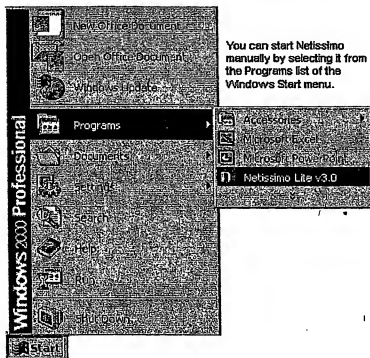 New Office Document
Open Office Document
Windows Update
Programs
Documents
Settings
Search
Help
Run...
Shut Down...
Start
Windows 2000 Professional
You can start Netissimo
manually by selecting it from
the Programs list of the
Windows Start menu.
Accessories
Microsoft Excel
Microsoft PowerPoint
Netissimo Lite v3.0